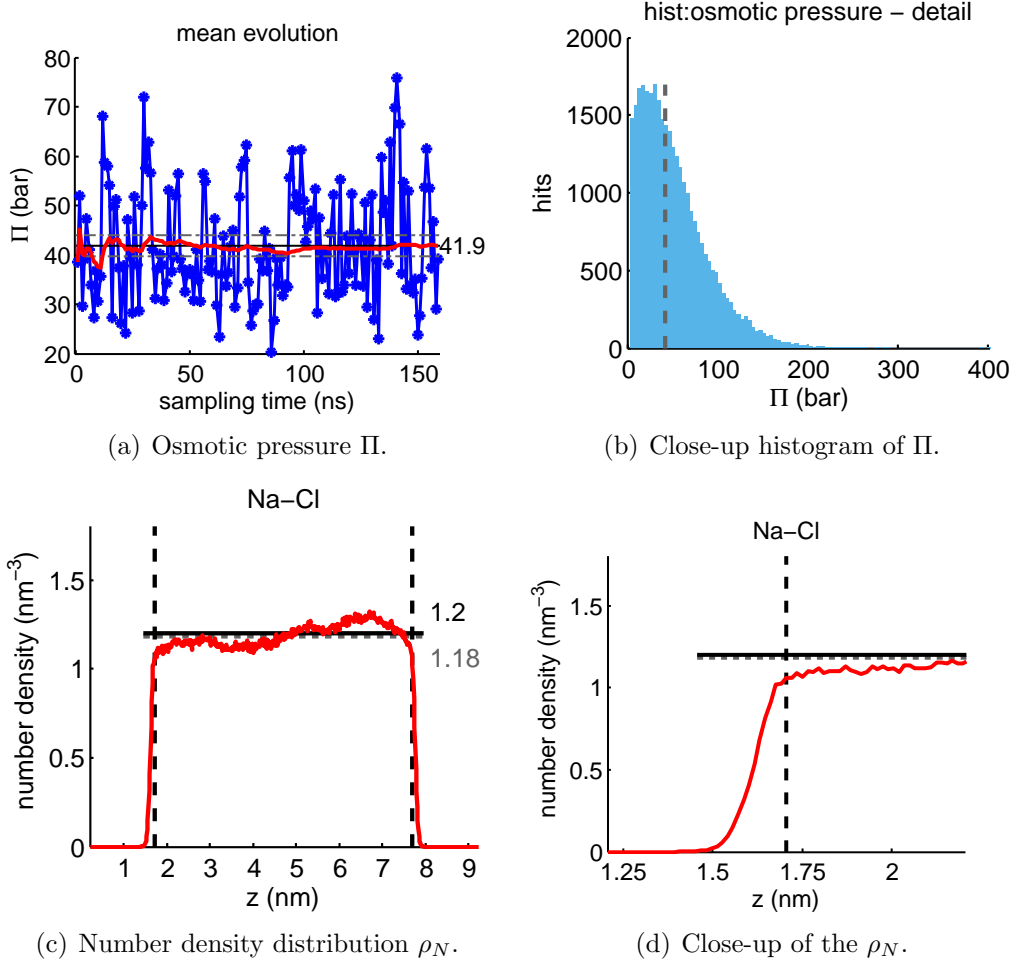 mean evolution
80
70
60
50
40
30
20
Π (bar)
41.9
0
50
100
150
sampling time (ns)
(a) Osmotic pressure Π.
hist:osmotic pressure − detail
2000
1500
1000
500
0
hits
0
100
200
300
400
Π (bar)
(b) Close-up histogram of Π.
Na−Cl
1.5
1
0.5
0
number density (nm⁻³)
1.2
1.18
1
2
3
4
5
6
7
8
9
z (nm)
(c) Number density distribution ρ_N.
Na−Cl
1.5
1
0.5
0
number density (nm⁻³)
1.25
1.5
1.75
2
z (nm)
(d) Close-up of the ρ_N.